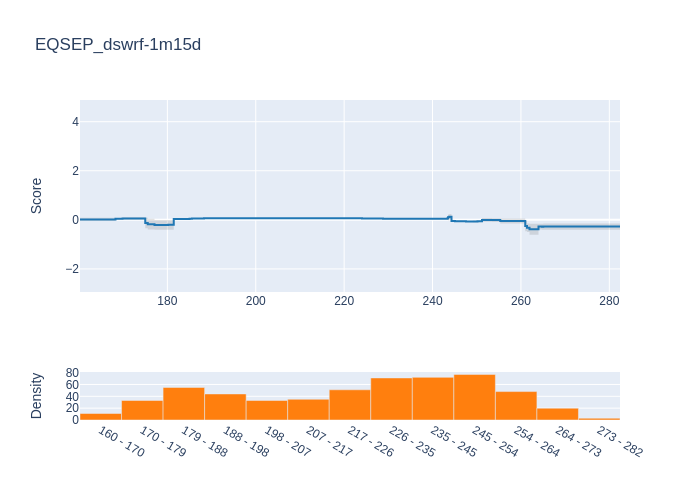 EQSEP_dswrf-1m15d
Score
4
2
0
−2
180 200 220 240 260 280
Density
80
60
40
20
0
160 - 170 170 - 179 179 - 188 188 - 198 198 - 207 207 - 217 217 - 226 226 - 235 235 - 245 245 - 254 254 - 264 264 - 273 273 - 282